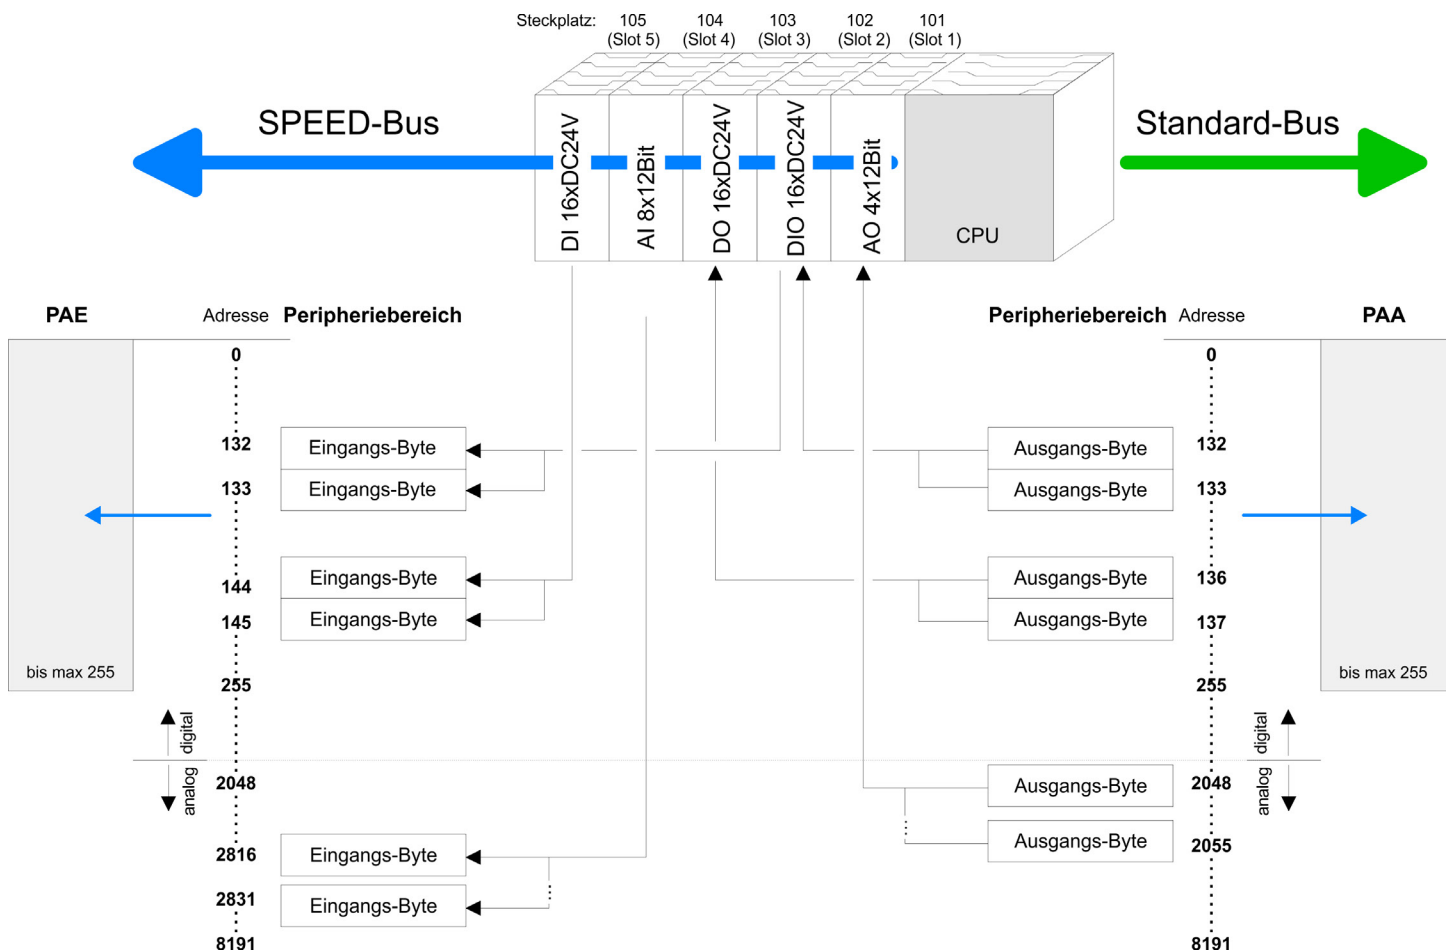 Steckplatz: 105 104 103 102 101
(Slot 5) (Slot 4) (Slot 3) (Slot 2) (Slot 1)
SPEED-Bus
Standard-Bus
DI 16xDC24V
AI 8x12Bit
DO 16xDC24V
DIO 16xDC24V
AO 4x12Bit
CPU
PAE Adresse Peripheriebereich
0
132 Eingangs-Byte
133 Eingangs-Byte
144 Eingangs-Byte
145 Eingangs-Byte
bis max 255
255
digital
analog
2048
2816 Eingangs-Byte
2831 Eingangs-Byte
8191
Peripheriebereich Adresse PAA
0
Ausgangs-Byte 132
Ausgangs-Byte 133
Ausgangs-Byte 136
Ausgangs-Byte 137
bis max 255
255
digital
analog
Ausgangs-Byte 2048
Ausgangs-Byte 2055
8191